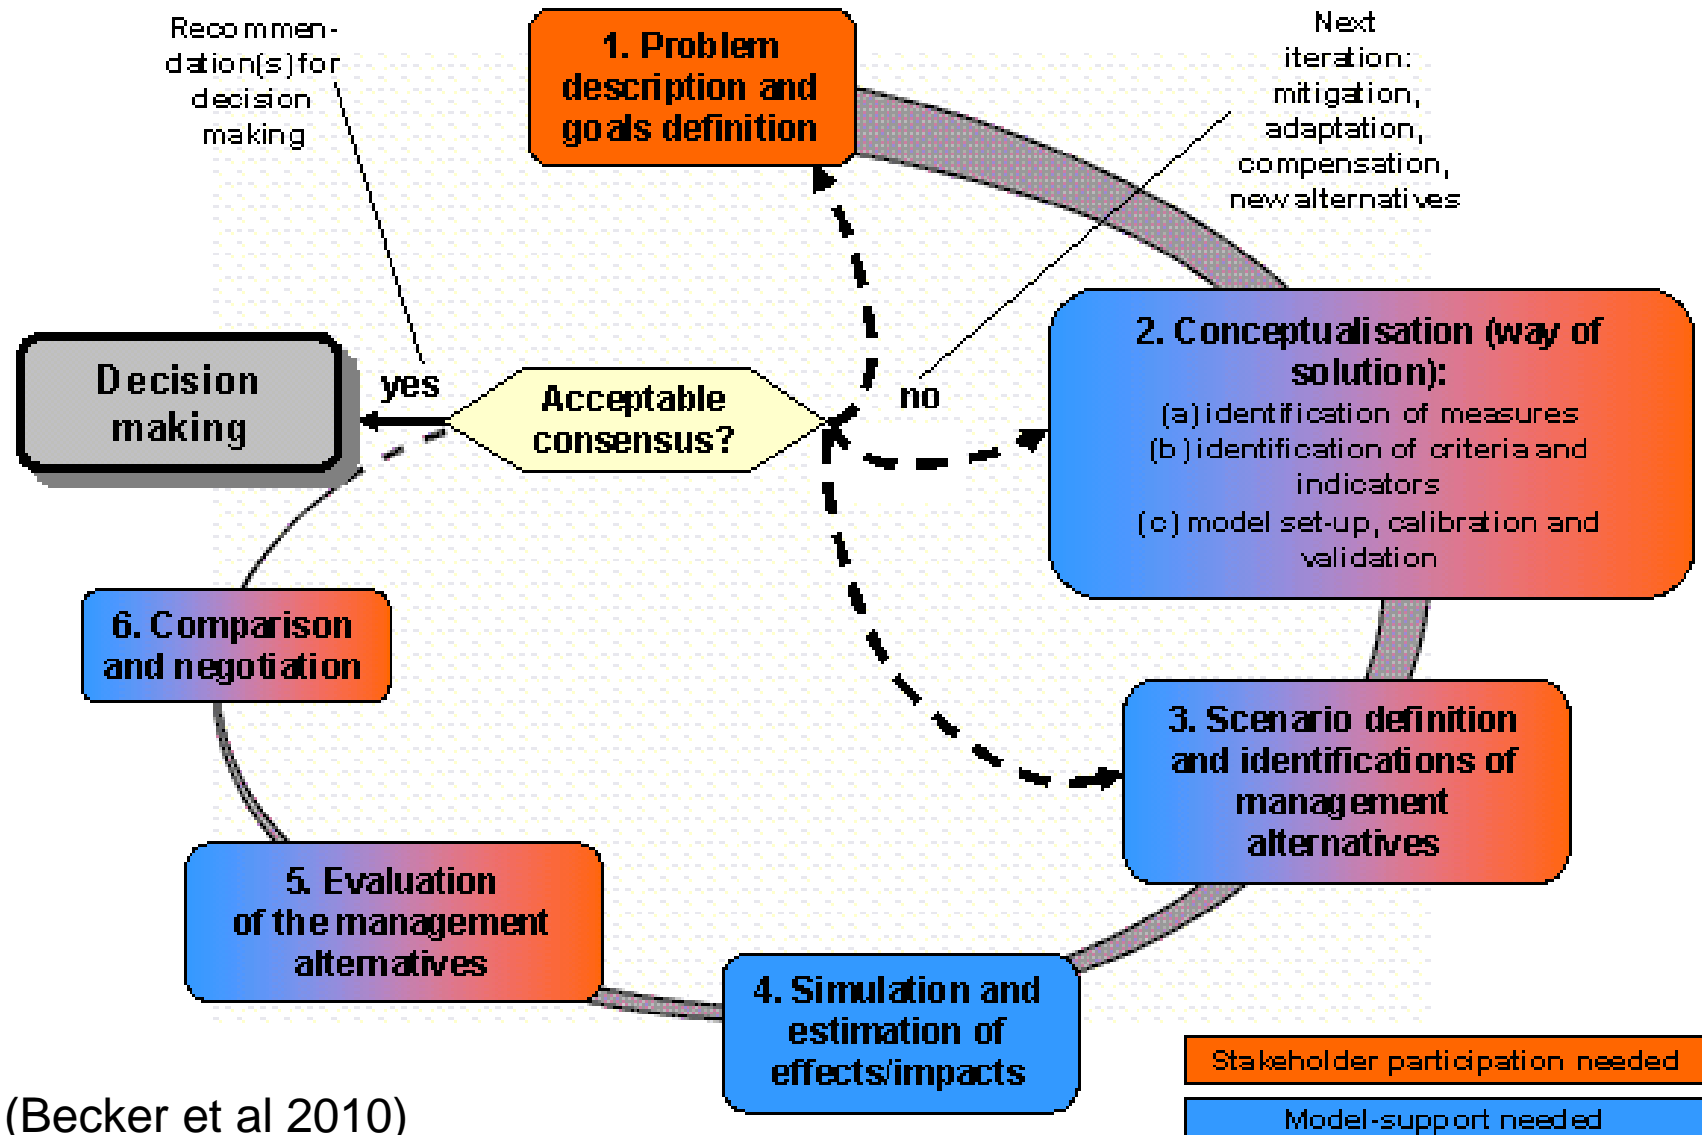 Recommen-
dation(s) for
decision
making
1. Problem
description and
goals definition
Next
iteration:
mitigation,
adaptation,
compensation,
new alternatives
Decision
making
yes
Acceptable
consensus?
no
2. Conceptualisation (way of
solution):
(a) identification of measures
(b) identification of criteria and
indicators
(c) model set-up, calibration and
validation
3. Scenario definition
and identifications of
management
alternatives
4. Simulation and
estimation of
effects/impacts
5. Evaluation
of the management
alternatives
6. Comparison
and negotiation
Stakeholder participation needed
Model-support needed
(Becker et al 2010)